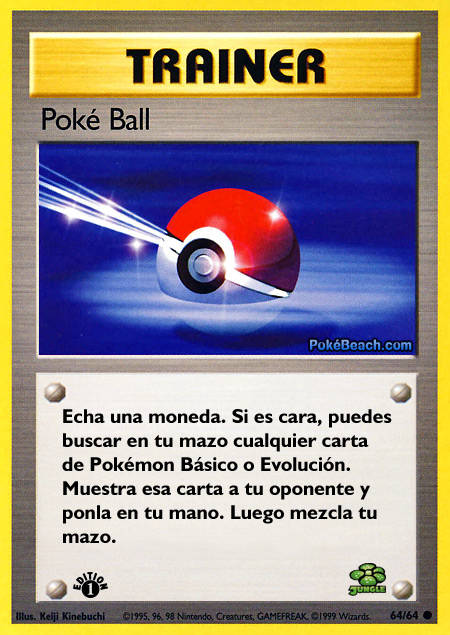 TRAINER
Poké Ball
PokéBeach.com
Echa una moneda. Si es cara, puedes
buscar en tu mazo cualquier carta
de Pokémon Básico o Evolución.
Muestra esa carta a tu oponente y
ponla en tu mano. Luego mezcla tu
mazo.
EDITION
1
JUNGLE
Illus. Keiji Kinebuchi ©1995, 96, 98 Nintendo, Creatures, GAMEFREAK. ©1999 Wizards. 64/64